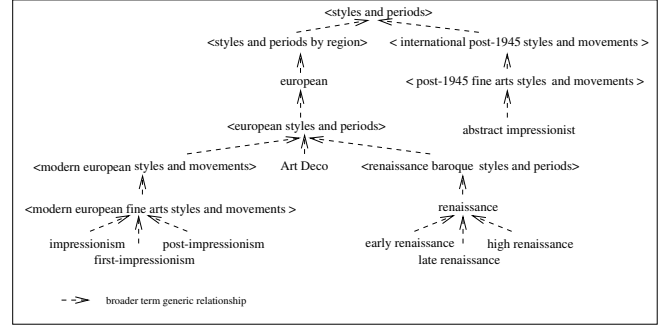 <styles and periods>
<styles and periods by region>
< international post-1945 styles and movements >
european
< post-1945 fine arts styles and movements >
<european styles and periods>
abstract impressionist
<modern european styles and movements>
Art Deco
<renaissance baroque styles and periods>
<modern european fine arts styles and movements >
renaissance
impressionism
post-impressionism
first-impressionism
early renaissance
high renaissance
late renaissance
broader term generic relationship